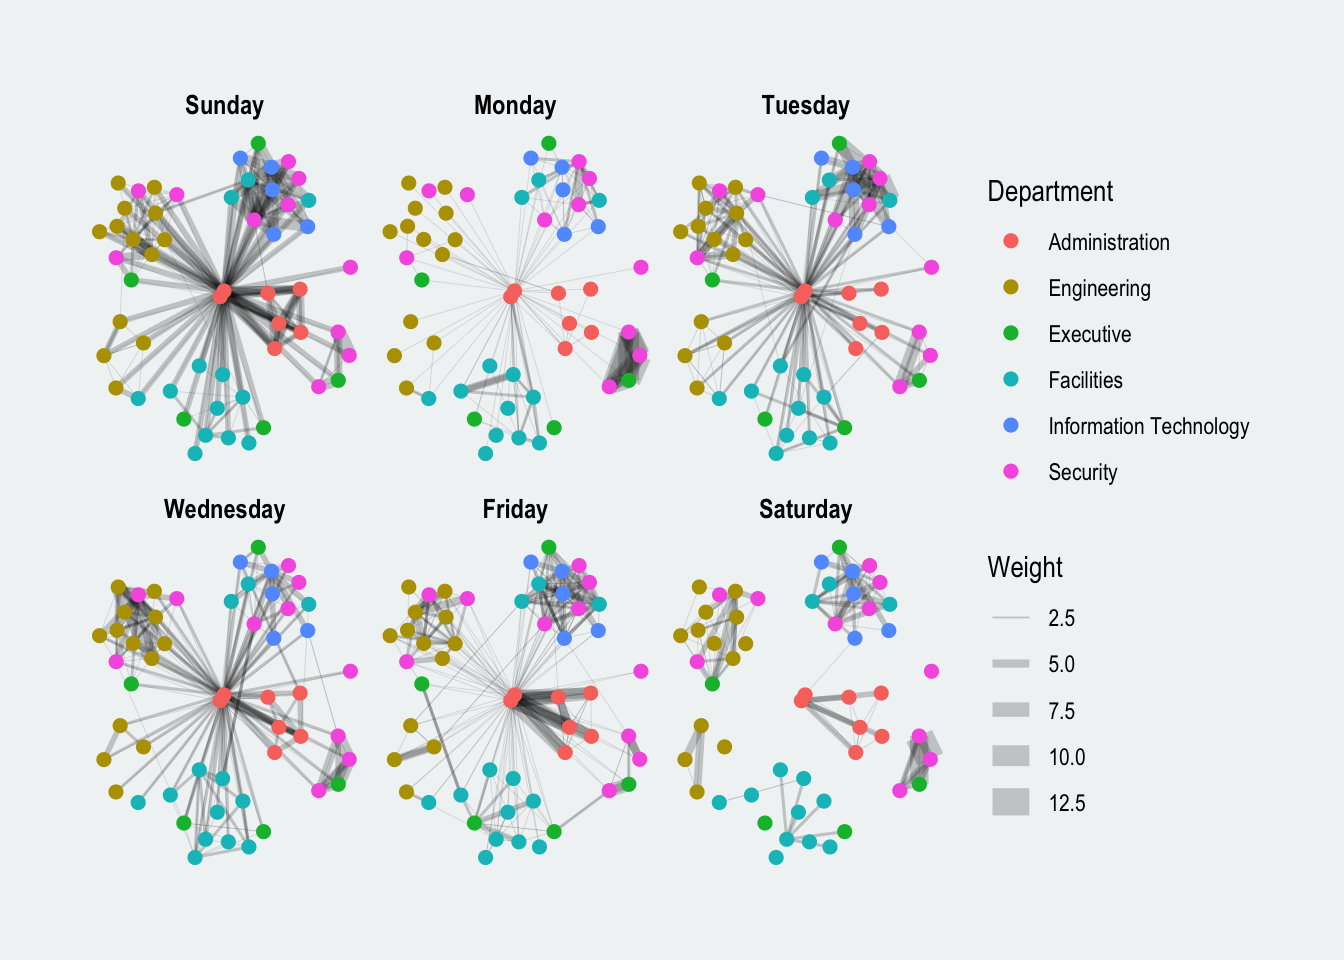 Sunday
Monday
Tuesday
Wednesday
Friday
Saturday
Department
Administration
Engineering
Executive
Facilities
Information Technology
Security
Weight
2.5
5.0
7.5
10.0
12.5